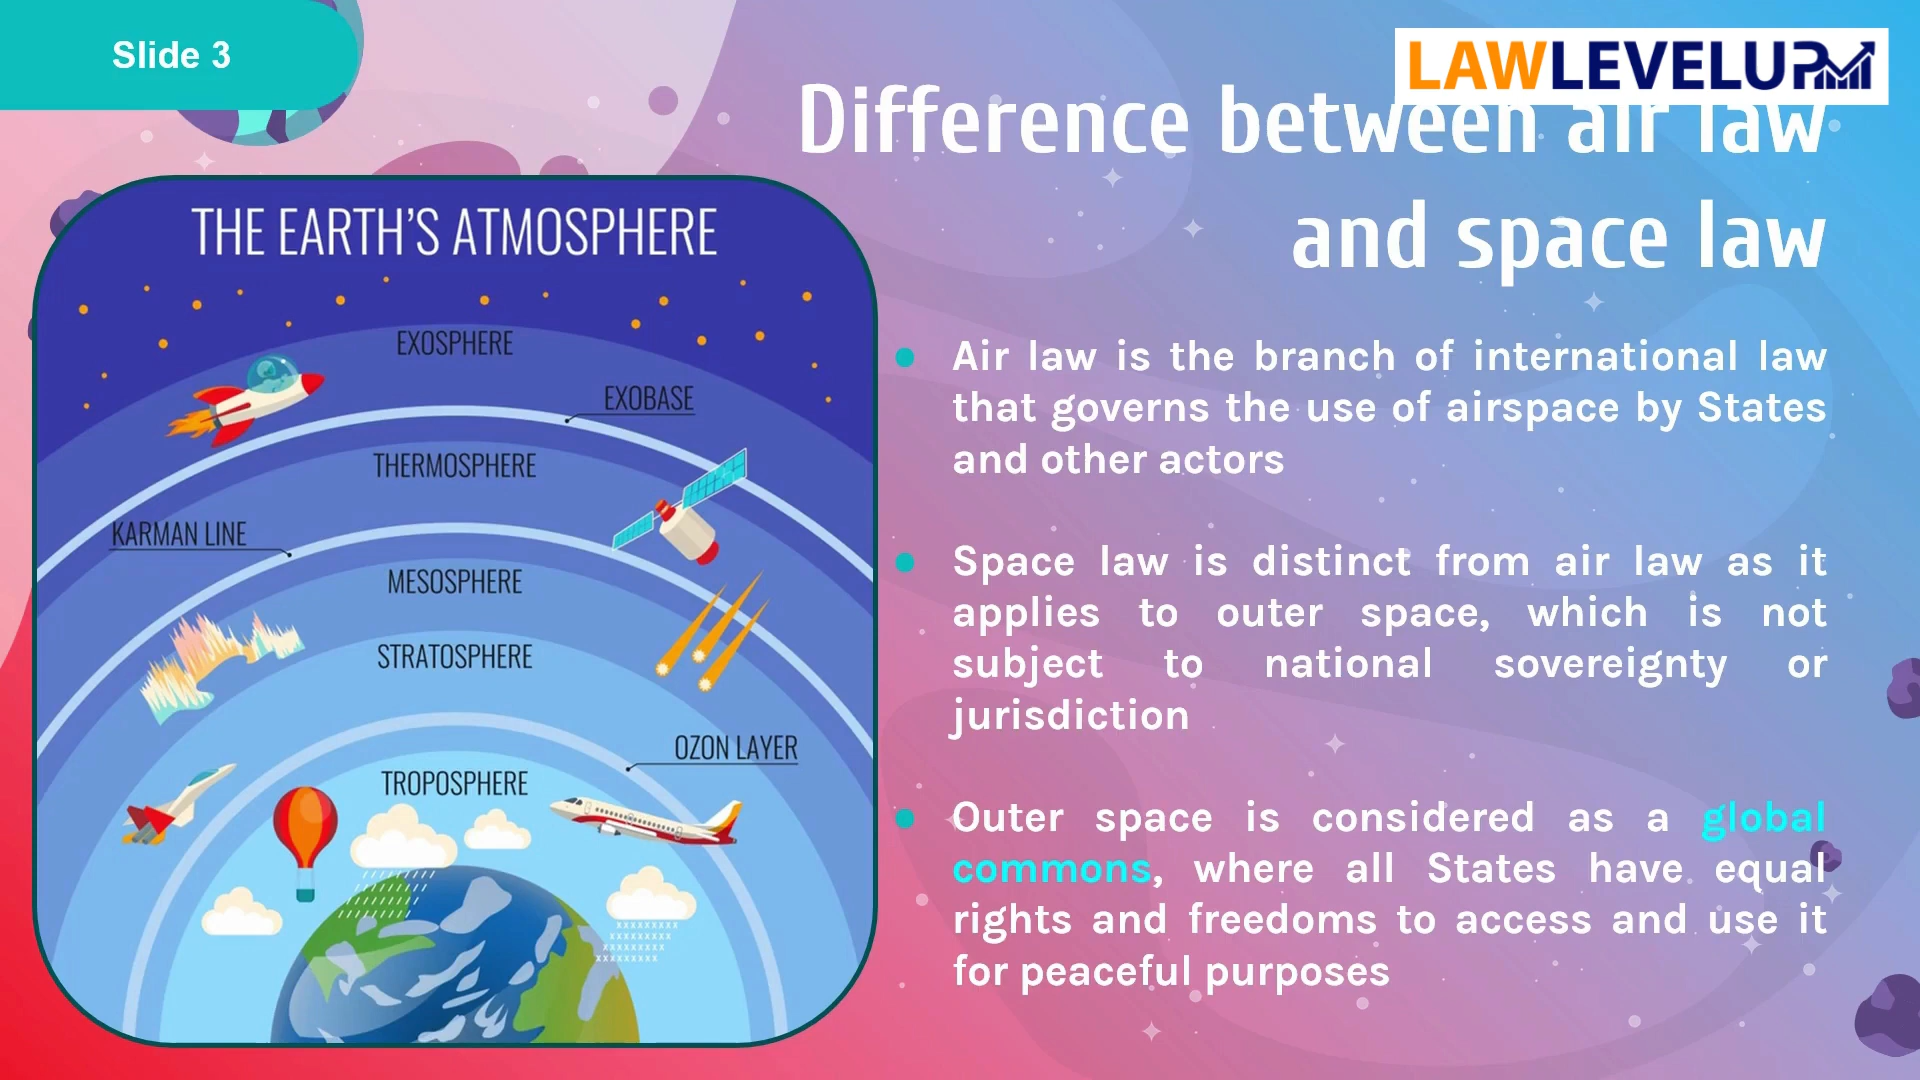 Slide 3
LAWLEVELUP
Difference between air law
and space law
THE EARTH'S ATMOSPHERE
EXOSPHERE
EXOBASE
THERMOSPHERE
KARMAN LINE
MESOSPHERE
STRATOSPHERE
OZON LAYER
TROPOSPHERE
Air law is the branch of international law
that governs the use of airspace by States
and other actors
Space law is distinct from air law as it
applies to outer space, which is not
subject to national sovereignty or
jurisdiction
Outer space is considered as a global
commons, where all States have equal
rights and freedoms to access and use it
for peaceful purposes